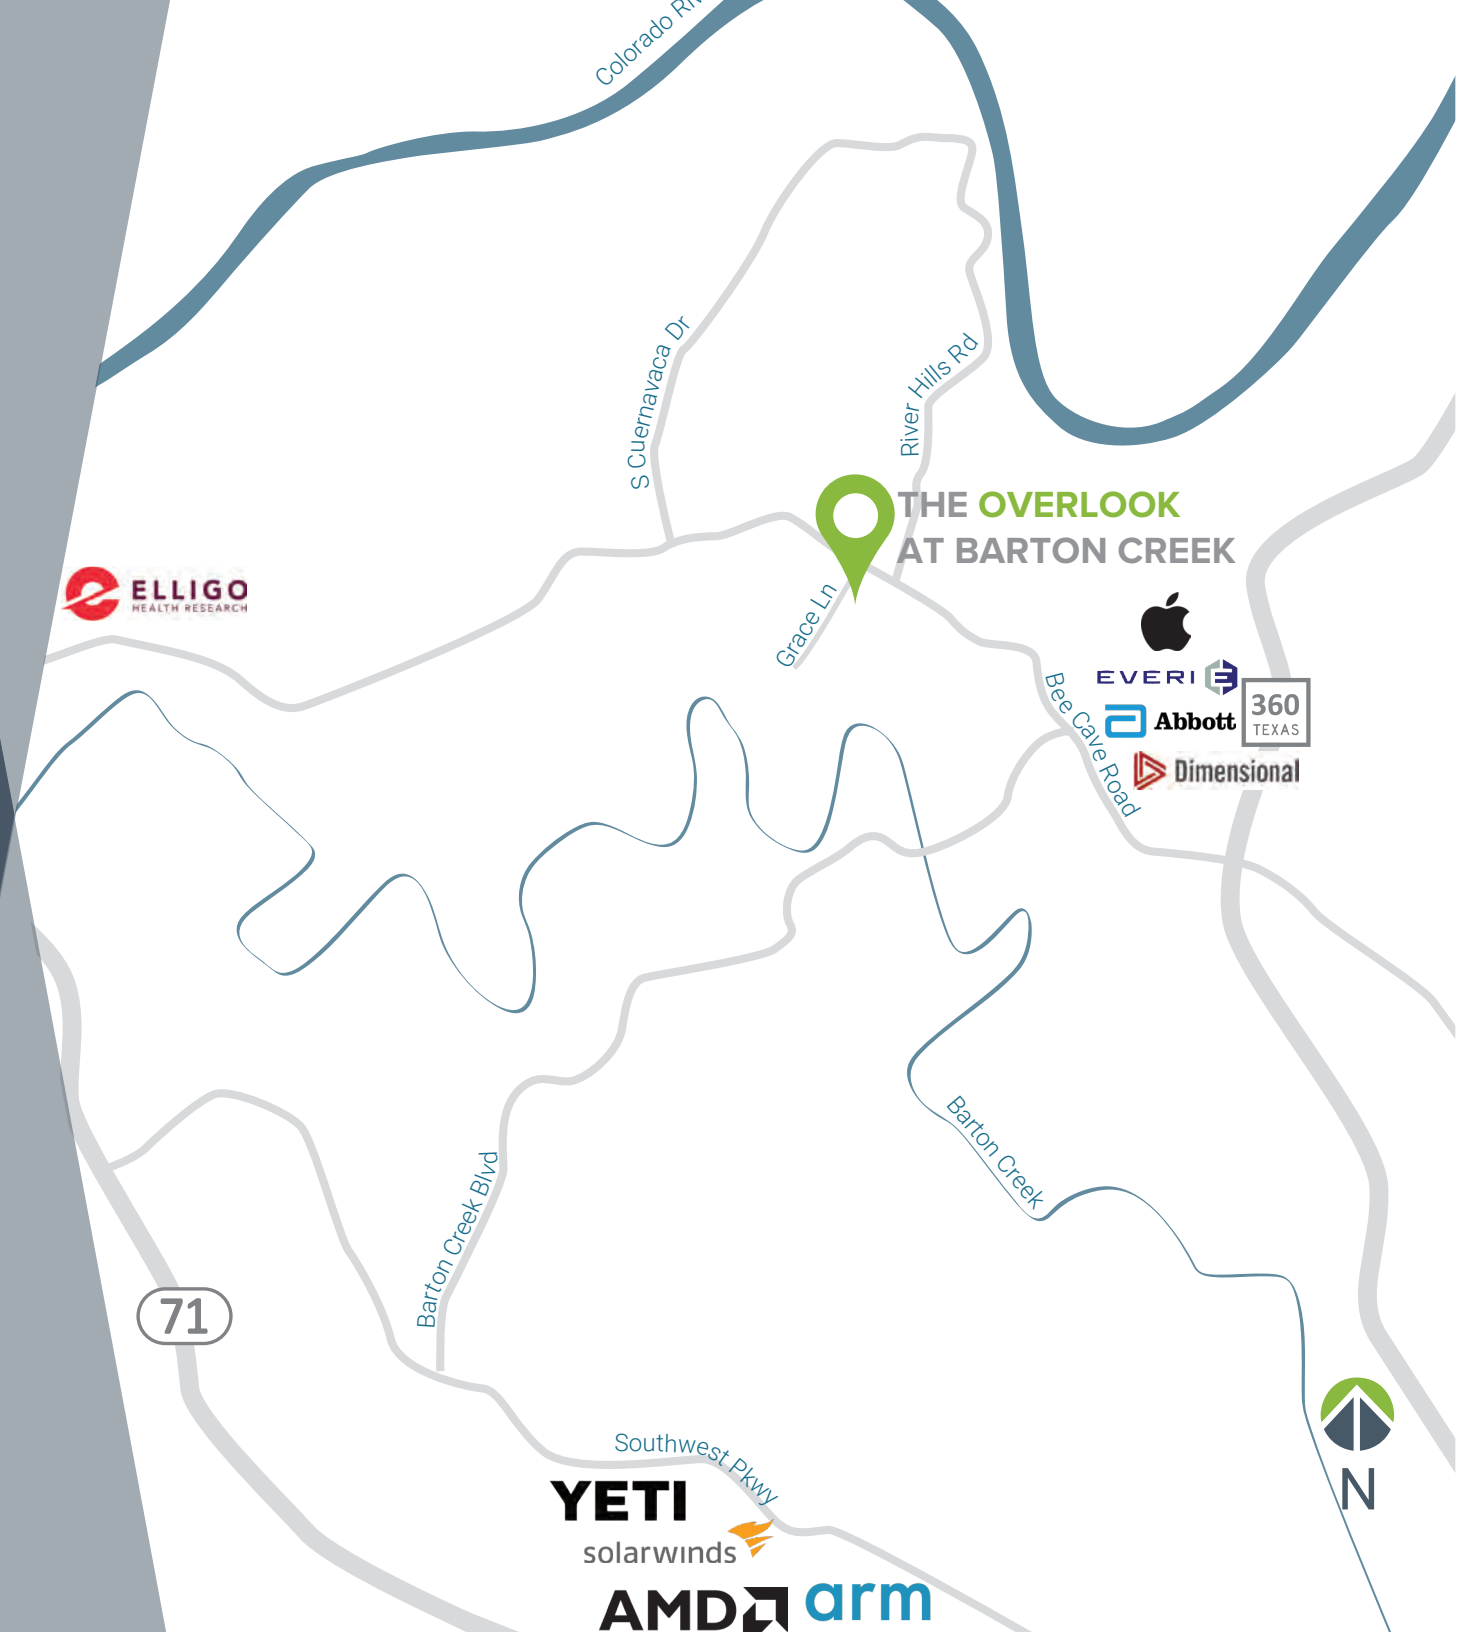 Colorado
S Cuernavaca Dr
River Hills Rd
THE OVERLOOK
AT BARTON CREEK
ELLIGO
HEALTH RESEARCH
Grace Ln
EVERI
Abbott
360
TEXAS
Dimensional
Bee Cave Road
Barton Creek
Barton Creek Blvd
71
Southwest Pkwy
YETI
solarwinds
AMD
arm
N